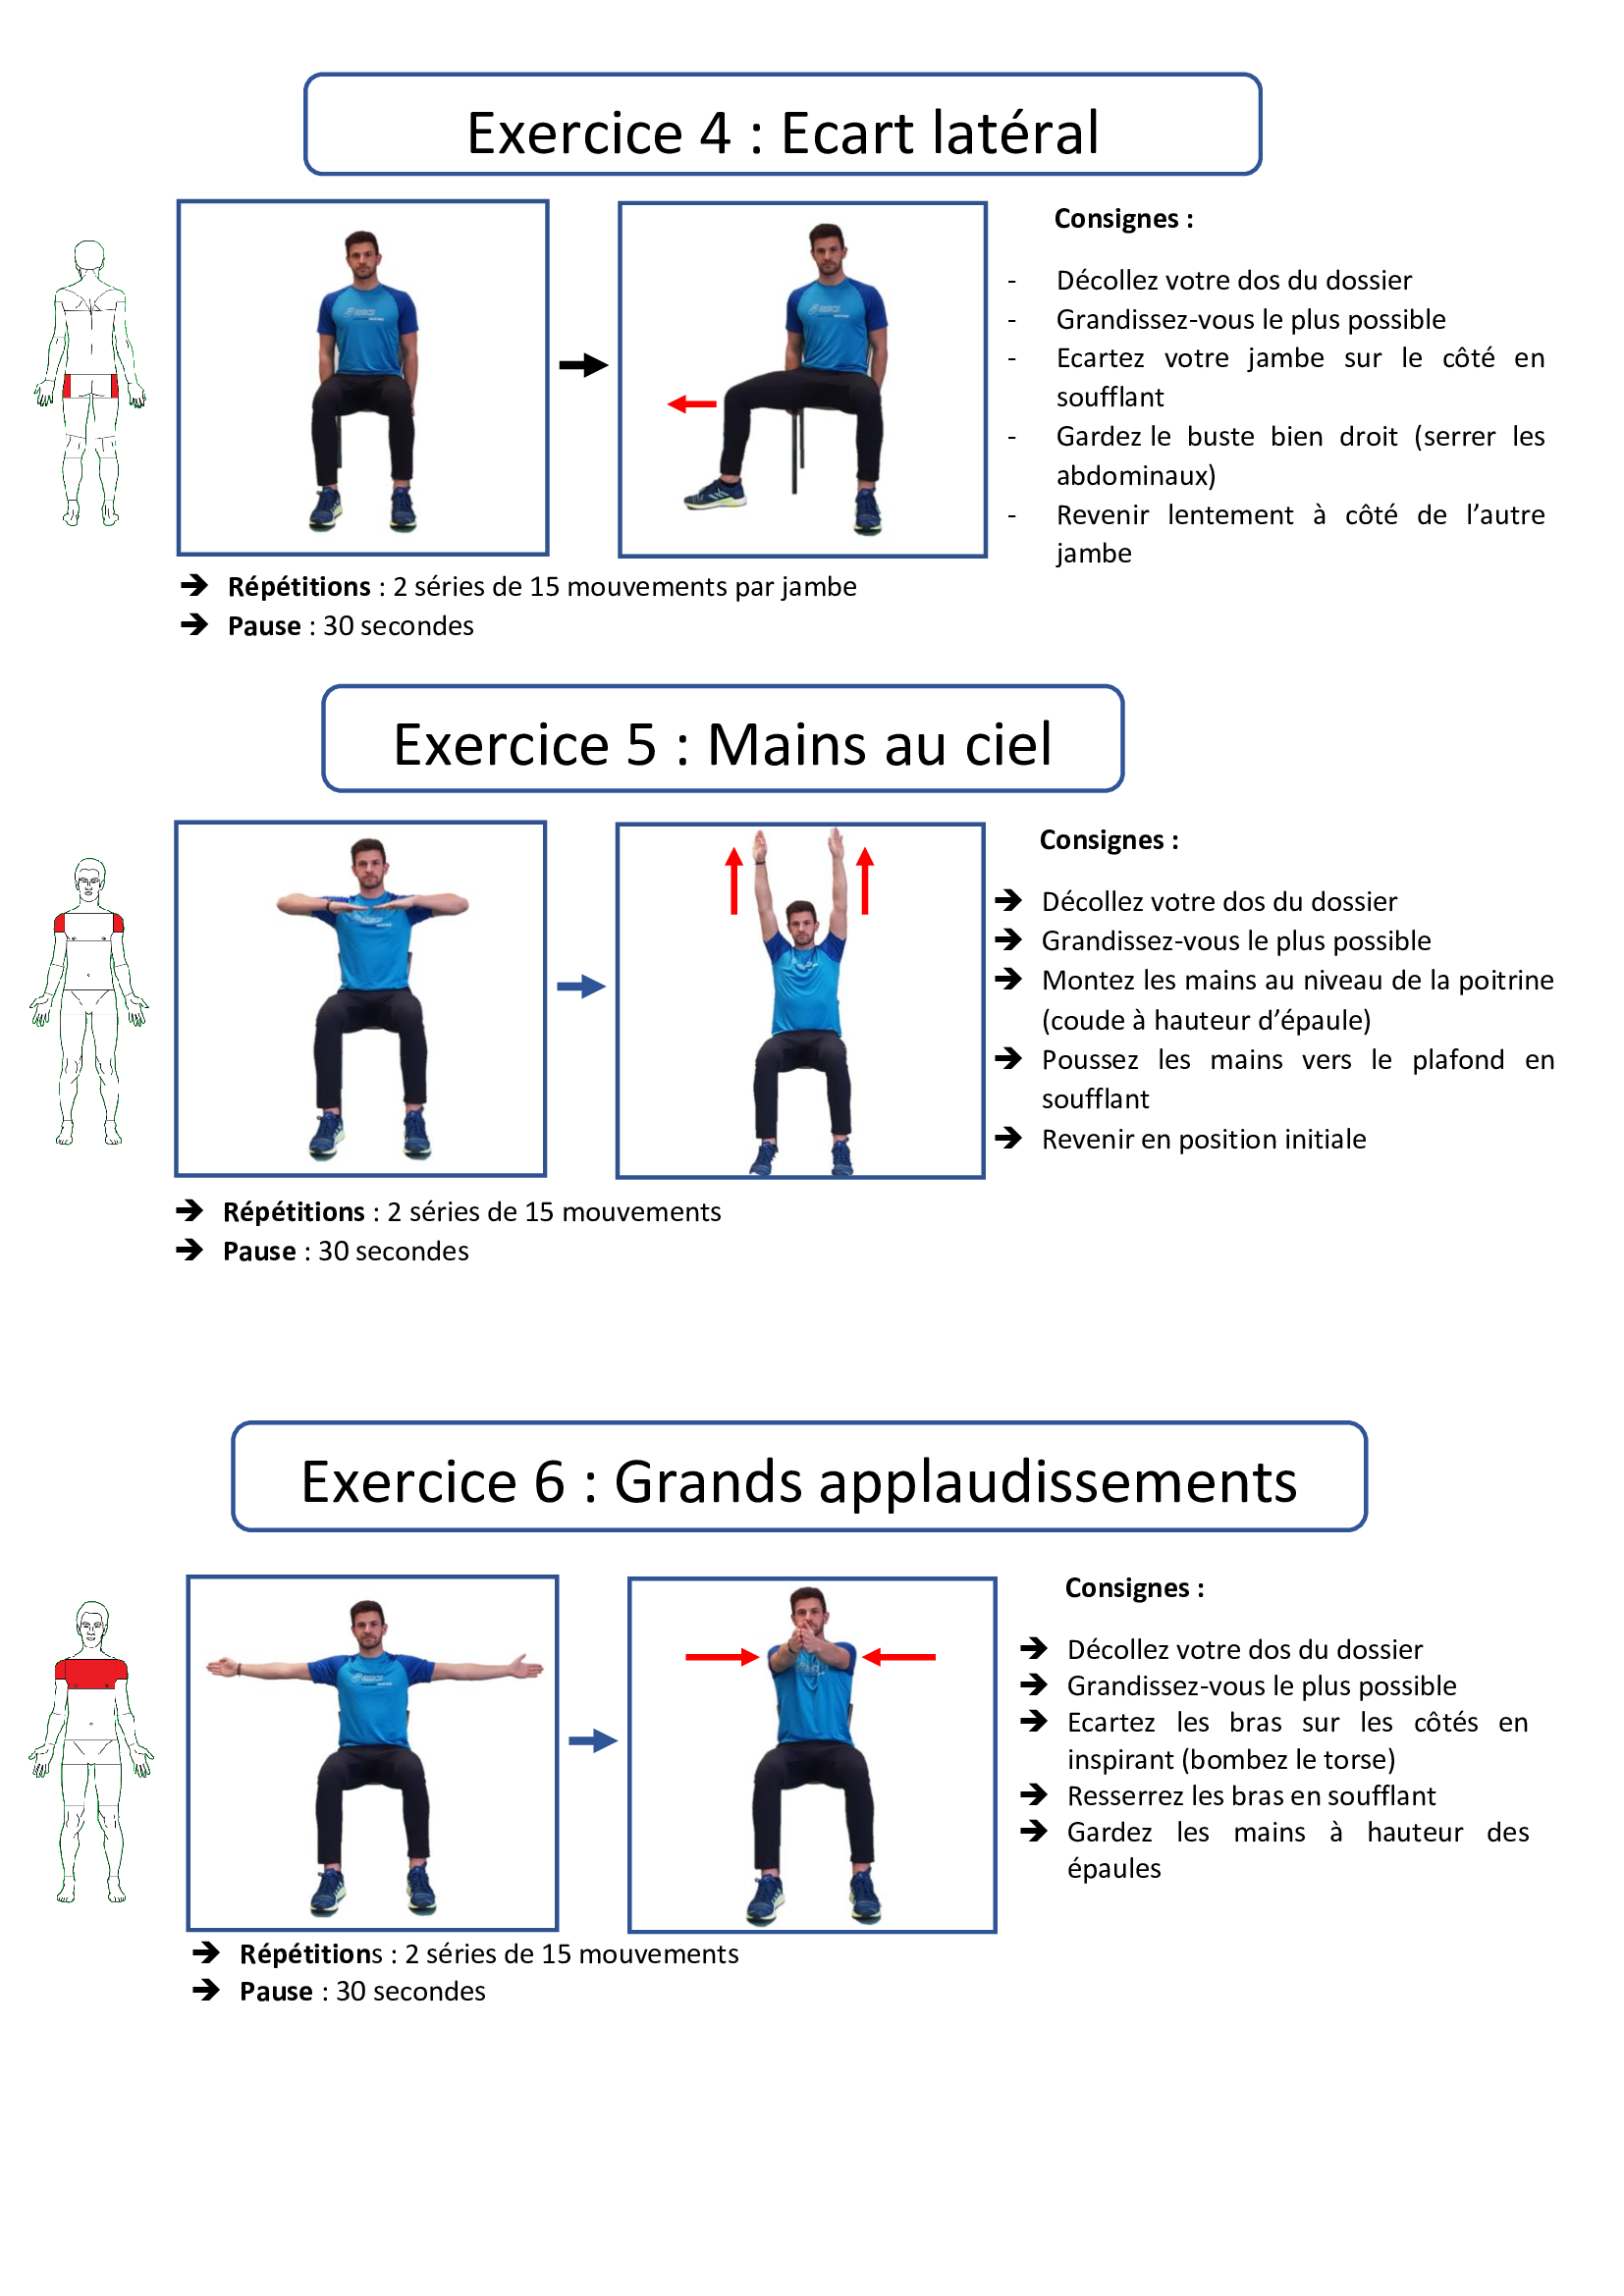 Exercice 4 : Ecart latéral
Consignes :
- Décollez votre dos du dossier
- Grandissez-vous le plus possible
- Ecartez votre jambe sur le côté en
soufflant
- Gardez le buste bien droit (serrer les
abdominaux)
- Revenir lentement à côté de l’autre
jambe
➔ Répétitions : 2 séries de 15 mouvements par jambe
➔ Pause : 30 secondes
Exercice 5 : Mains au ciel
Consignes :
➔ Décollez votre dos du dossier
➔ Grandissez-vous le plus possible
➔ Montez les mains au niveau de la poitrine
(coude à hauteur d’épaule)
➔ Poussez les mains vers le plafond en
soufflant
➔ Revenir en position initiale
➔ Répétitions : 2 séries de 15 mouvements
➔ Pause : 30 secondes
Exercice 6 : Grands applaudissements
Consignes :
➔ Décollez votre dos du dossier
➔ Grandissez-vous le plus possible
➔ Ecartez les bras sur les côtés en
inspirant (bombez le torse)
➔ Resserrez les bras en soufflant
➔ Gardez les mains à hauteur des
épaules
➔ Répétitions : 2 séries de 15 mouvements
➔ Pause : 30 secondes